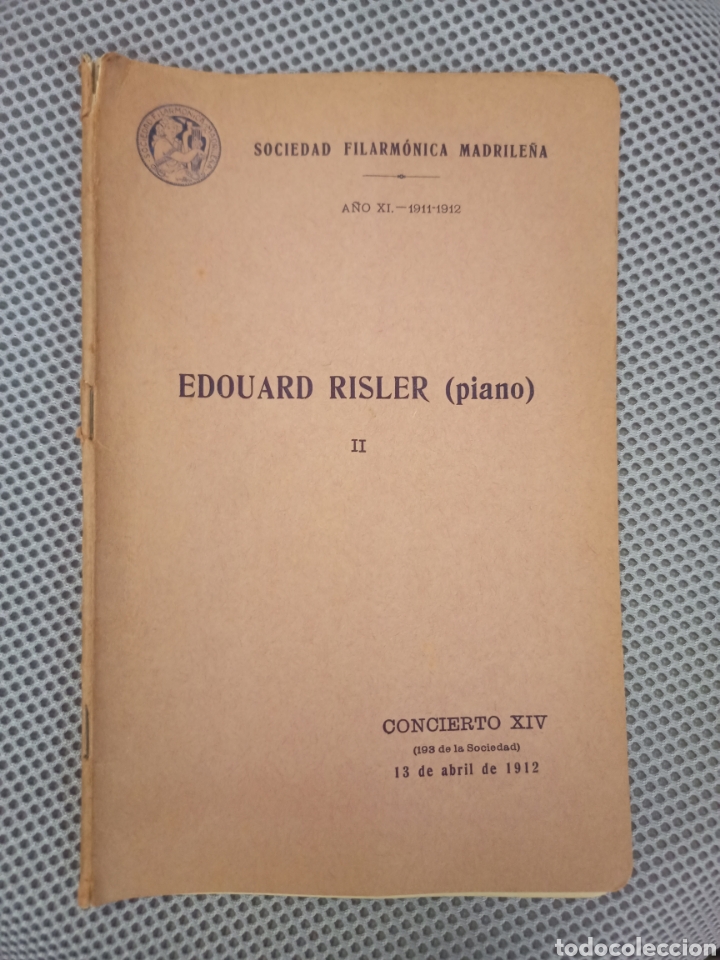 SOCIEDAD FILARMÓNICA MADRILEÑA
AÑO XI.—1911-1912
EDOUARD RISLER (piano)
II
CONCIERTO XIV
(193 de la Sociedad)
13 de abril de 1912
todocoleccion